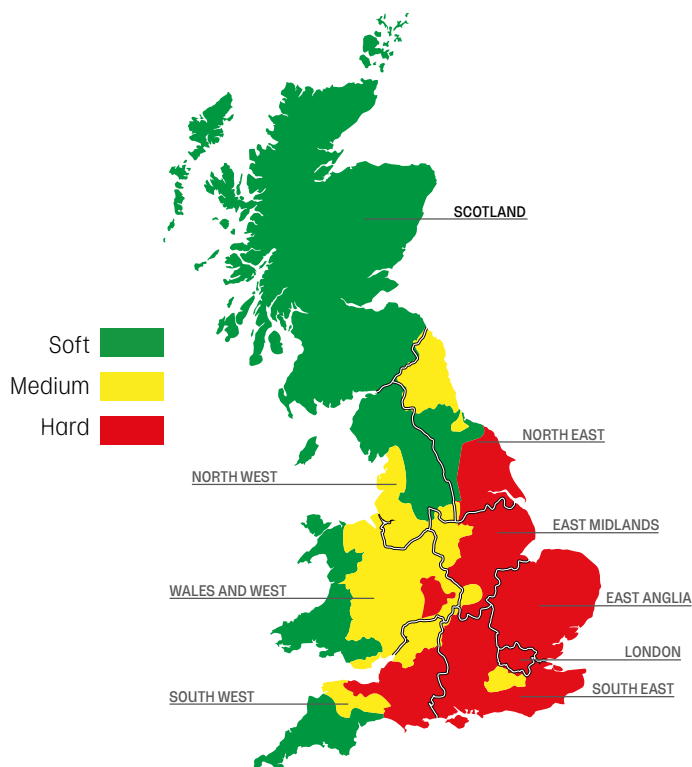 SCOTLAND
Soft
Medium
Hard
NORTH EAST
NORTH WEST
EAST MIDLANDS
WALES AND WEST
EAST ANGLIA
LONDON
SOUTH EAST
SOUTH WEST